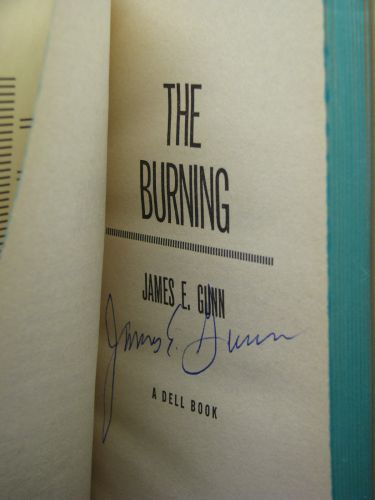 THE
BURNING
JAMES E. GUNN
James E. Gunn
A DELL BOOK